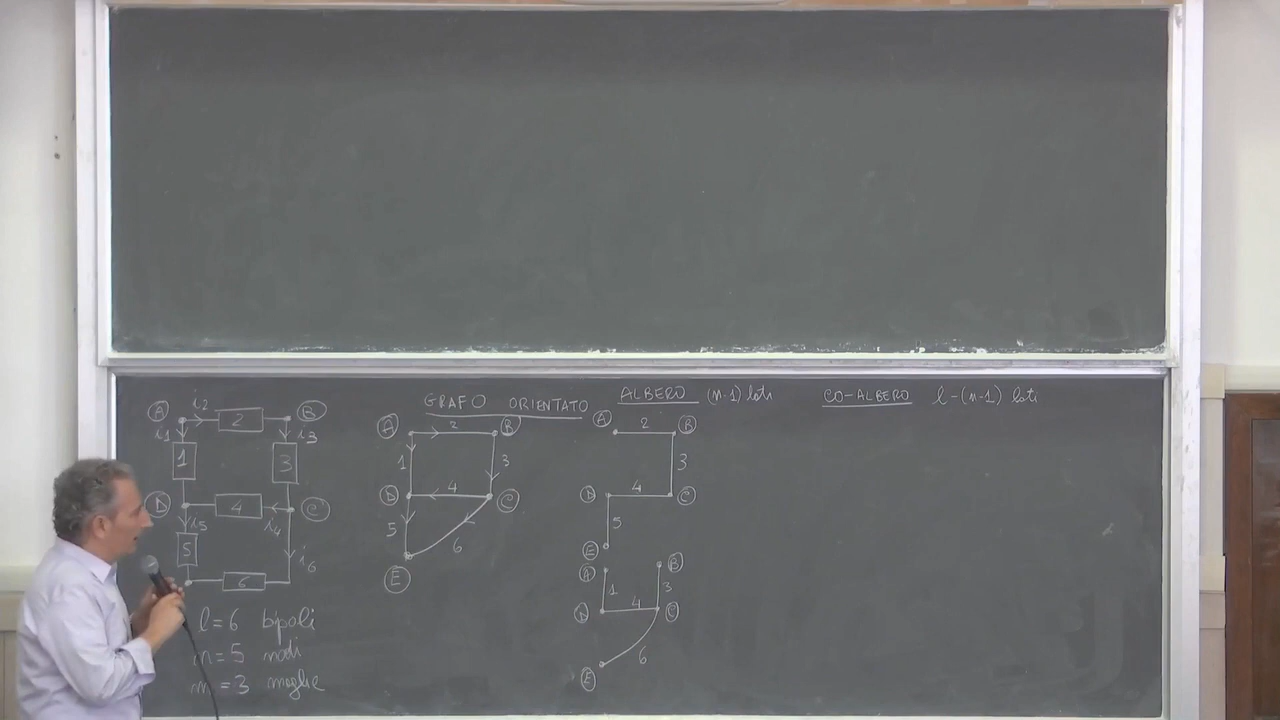 GRAFO ORIENTATO
ALBERO (n-1) lati
CO-ALBERO l-(n-1) lati
A i2 2 B
i1 i3
1 3
D 4 C
i5 i4
5 i6
6
l=6 bipoli
n=5 nodi
m=3 maglie
A 2 B
1 3
D 4 C
5 6
E
A 2 B
3
D 4 C
5
E
A B
1 3
D 4 C
6
E